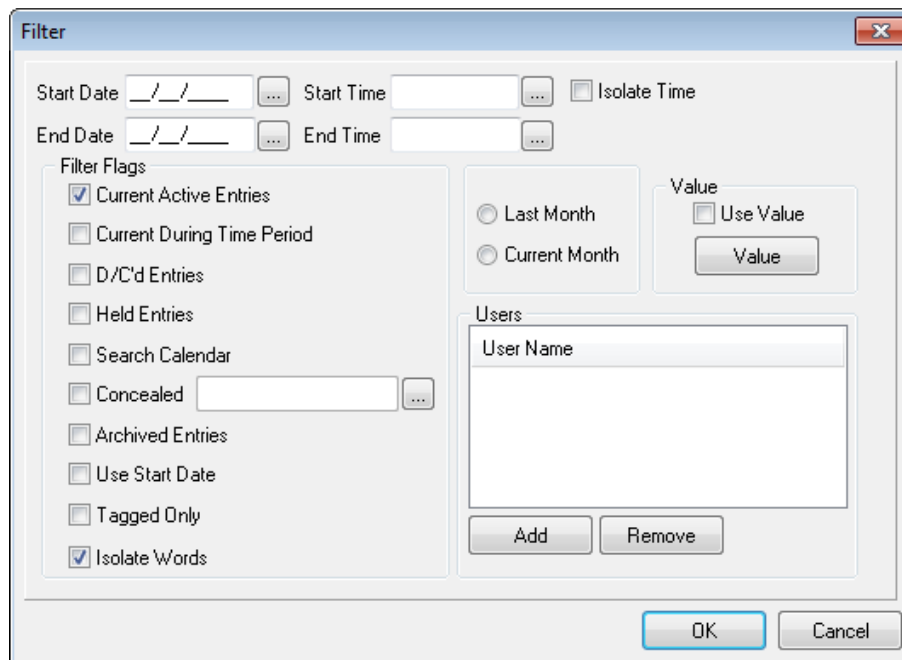 Filter
Start Date __/__/____ ... Start Time ... Isolate Time
End Date __/__/____ ... End Time ...
Filter Flags
Current Active Entries
Current During Time Period
D/C'd Entries
Held Entries
Search Calendar
Concealed ...
Archived Entries
Use Start Date
Tagged Only
Isolate Words
Last Month
Current Month
Value
Use Value
Value
Users
User Name
Add Remove
OK Cancel